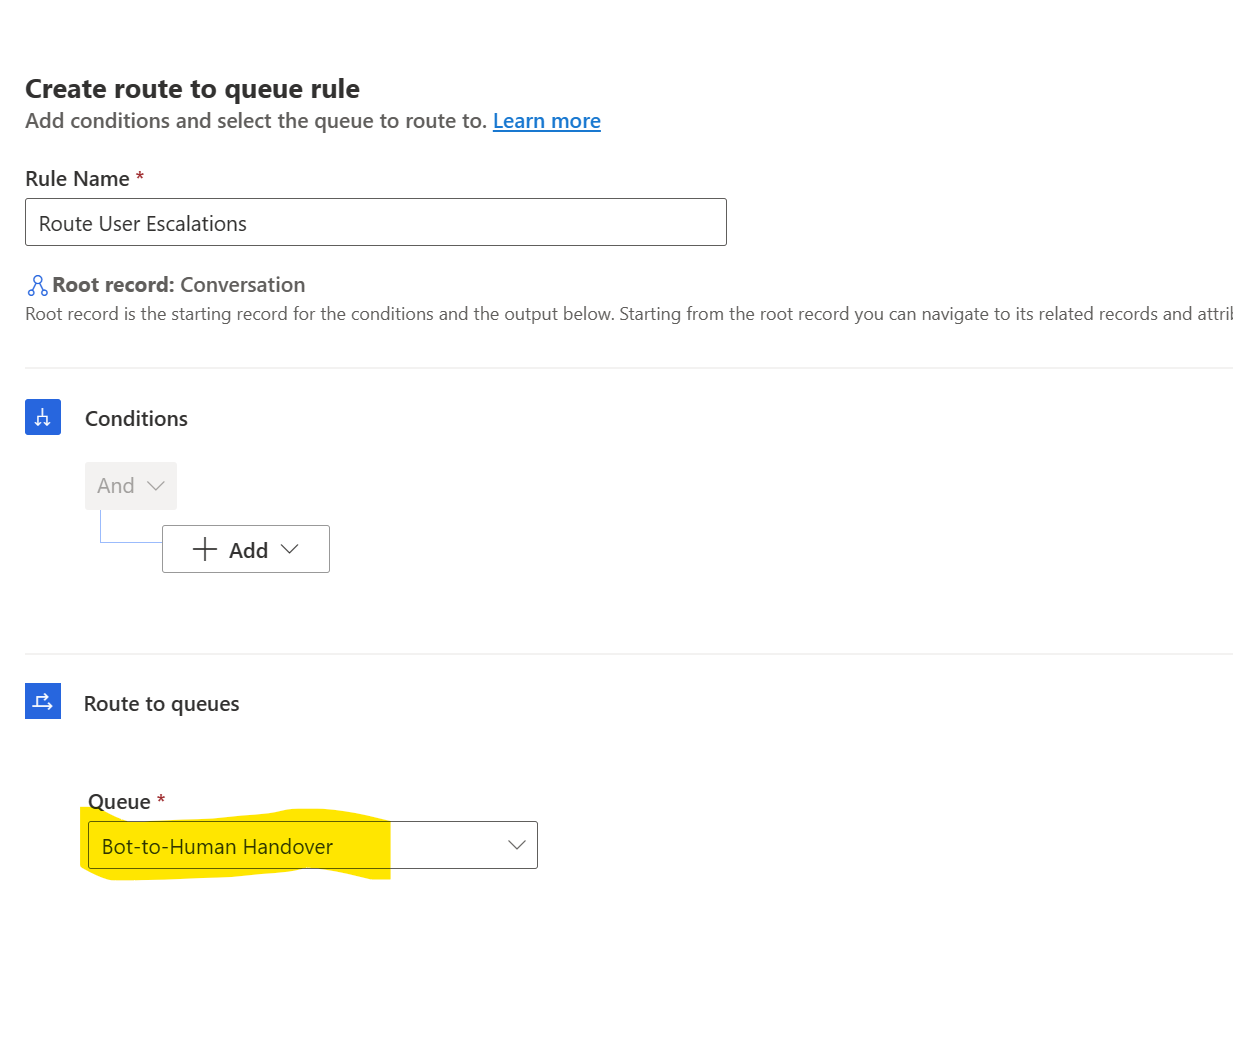 Create route to queue rule
Add conditions and select the queue to route to. Learn more
Rule Name *
Route User Escalations
Root record: Conversation
Root record is the starting record for the conditions and the output below. Starting from the root record you can navigate to its related records and
Conditions
And
Add
Route to queues
Queue *
Bot-to-Human Handover